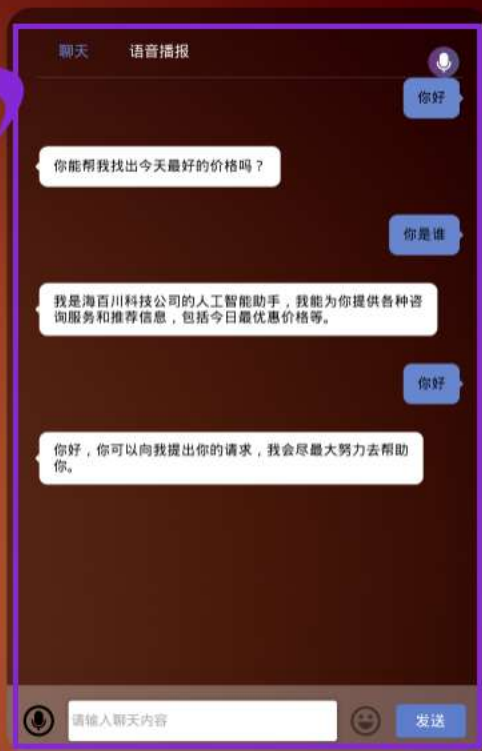 聊天 语音播报
你好
你能帮我找出今天最好的价格吗？
你是谁
我是海百川科技公司的人工智能助手，我能为你提供各种咨
询服务和推荐信息，包括今日最优惠价格等。
你好
你好，你可以向我提出你的请求，我会尽最大努力去帮助
你。
请输入聊天内容 发送